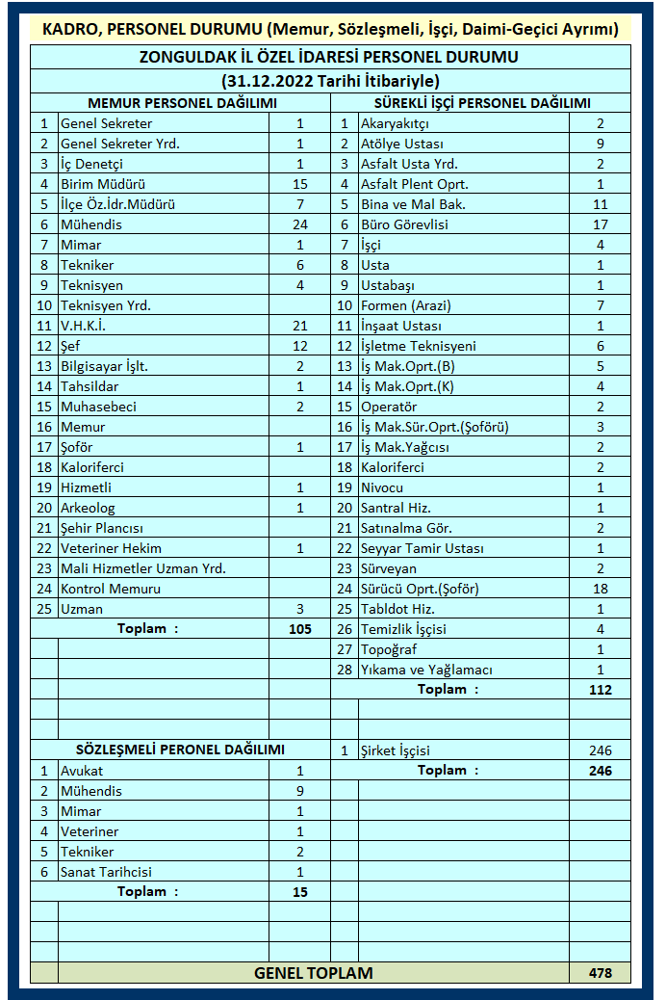 KADRO, PERSONEL DURUMU (Memur, Sözleşmeli, İşçi, Daimi-Geçici Ayrımı)
ZONGULDAK İL ÖZEL İDARESİ PERSONEL DURUMU
(31.12.2022 Tarihi İtibariyle)
MEMUR PERSONEL DAĞILIMI SÜREKLİ İŞÇİ PERSONEL DAĞILIMI
1 Genel Sekreter 1 1 Akaryakıtçı 2
2 Genel Sekreter Yrd. 1 2 Atölye Ustası 9
3 İç Denetçi 1 3 Asfalt Usta Yrd. 2
4 Birim Müdürü 15 4 Asfalt Plent Oprt. 1
5 İlçe Öz.İdr.Müdürü 7 5 Bina ve Mal Bak. 11
6 Mühendis 24 6 Büro Görevlisi 17
7 Mimar 1 7 İşçi 4
8 Tekniker 6 8 Usta 1
9 Teknisyen 4 9 Ustabaşı 1
10 Teknisyen Yrd. 10 Formen (Arazi) 7
11 V.H.K.İ. 21 11 İnşaat Ustası 1
12 Şef 12 12 İşletme Teknisyeni 6
13 Bilgisayar İşlt. 2 13 İş Mak.Oprt.(B) 5
14 Tahsildar 1 14 İş Mak.Oprt.(K) 4
15 Muhasebeci 2 15 Operatör 2
16 Memur 16 İş Mak.Sür.Oprt.(Şoförü) 3
17 Şoför 1 17 İş Mak.Yağcısı 2
18 Kaloriferci 18 Kaloriferci 2
19 Hizmetli 1 19 Nivocu 1
20 Arkeolog 1 20 Santral Hiz. 1
21 Şehir Plancısı 21 Satınalma Gör. 2
22 Veteriner Hekim 1 22 Seyyar Tamir Ustası 1
23 Mali Hizmetler Uzman Yrd. 23 Sürveyan 2
24 Kontrol Memuru 24 Sürücü Oprt.(Şoför) 18
25 Uzman 3 25 Tabldot Hiz. 1
Toplam : 105 26 Temizlik İşçisi 4
27 Topoğraf 1
28 Yıkama ve Yağlamacı 1
Toplam : 112
SÖZLEŞMELİ PERONEL DAĞILIMI 1 Şirket İşçisi 246
1 Avukat 1 Toplam : 246
2 Mühendis 9
3 Mimar 1
4 Veteriner 1
5 Tekniker 2
6 Sanat Tarihcisi 1
Toplam : 15
GENEL TOPLAM 478